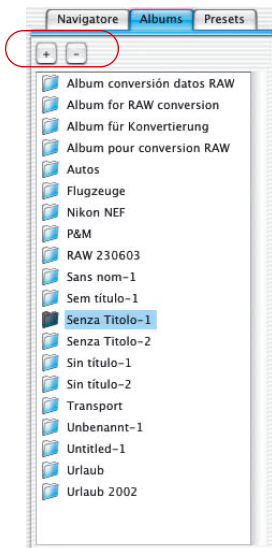 Navigatore Albums Presets
+ -
Album conversión datos RAW
Album for RAW conversion
Album für Konvertierung
Album pour conversion RAW
Autos
Flugzeuge
Nikon NEF
P&M
RAW 230603
Sans nom-1
Sem título-1
Senza Titolo-1
Senza Titolo-2
Sin título-1
Sin título-2
Transport
Unbenannt-1
Untitled-1
Urlaub
Urlaub 2002